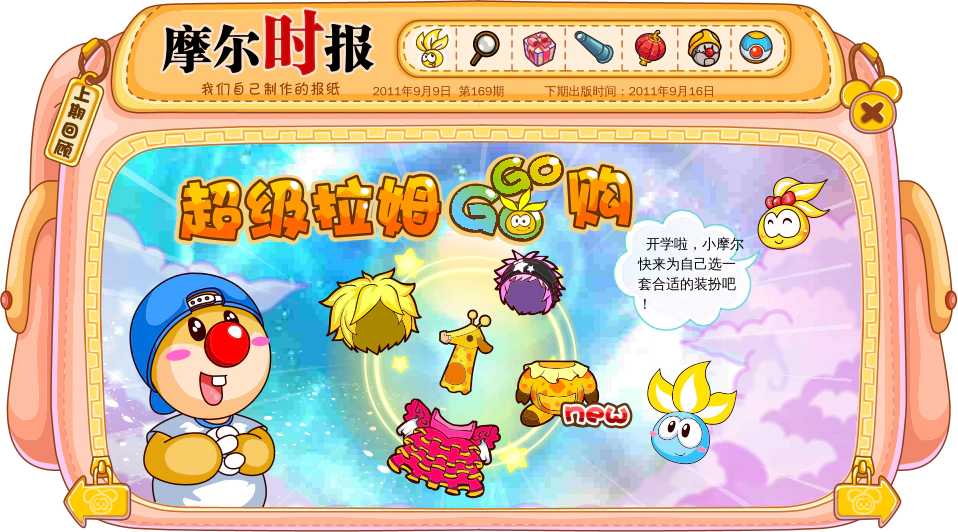 摩尔时报
我们自己制作的报纸
2011年9月9日 第169期
下期出版时间：2011年9月16日
上期回顾
超级拉姆GOGO购
开学啦，小摩尔
快来为自己选一
套合适的装扮吧
！
new